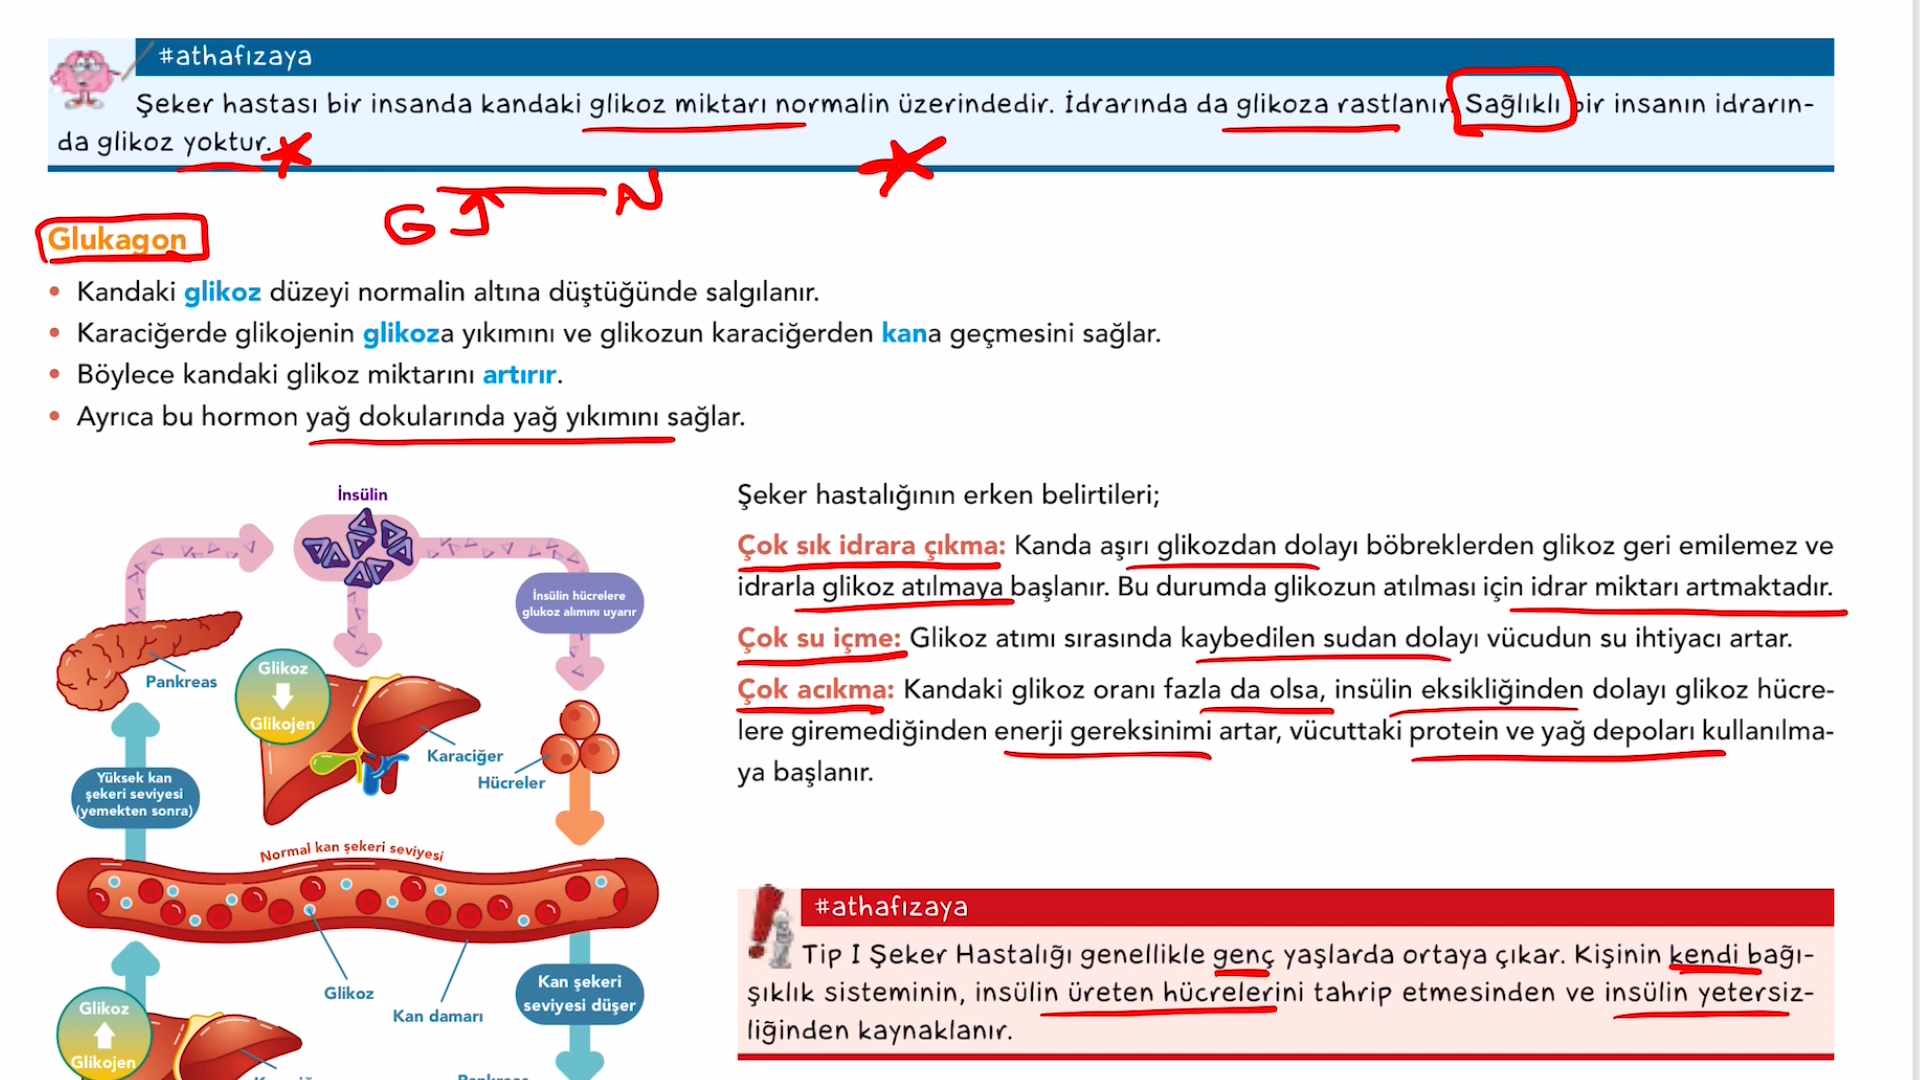 #athafızaya
Şeker hastası bir insanda kandaki glikoz miktarı normalin üzerindedir. İdrarında da glikoza rastlanır. Sağlıklı bir insanın idrarın-
da glikoz yoktur.
G N
Glukagon
• Kandaki glikoz düzeyi normalin altına düştüğünde salgılanır.
• Karaciğerde glikojenin glikoza yıkımını ve glikozun karaciğerden kana geçmesini sağlar.
• Böylece kandaki glikoz miktarını artırır.
• Ayrıca bu hormon yağ dokularında yağ yıkımını sağlar.
İnsülin
İnsülin hücrelere
glukoz alımını uyarır
Pankreas
Glikoz
Glikojen
Karaciğer
Hücreler
Yüksek kan
şekeri seviyesi
(yemekten sonra)
Normal kan şekeri seviyesi
Glikoz
Kan damarı
Kan şekeri
seviyesi düşer
Glikoz
Glikojen
Pankreas
Şeker hastalığının erken belirtileri;
Çok sık idrara çıkma: Kanda aşırı glikozdan dolayı böbreklerden glikoz geri emilemez ve
idrarla glikoz atılmaya başlanır. Bu durumda glikozun atılması için idrar miktarı artmaktadır.
Çok su içme: Glikoz atımı sırasında kaybedilen sudan dolayı vücudun su ihtiyacı artar.
Çok acıkma: Kandaki glikoz oranı fazla da olsa, insülin eksikliğinden dolayı glikoz hücre-
lere giremediğinden enerji gereksinimi artar, vücuttaki protein ve yağ depoları kullanılma-
ya başlanır.
#athafızaya
Tip I Şeker Hastalığı genellikle genç yaşlarda ortaya çıkar. Kişinin kendi bağı-
şıklık sisteminin, insülin üreten hücrelerini tahrip etmesinden ve insülin yetersiz-
liğinden kaynaklanır.